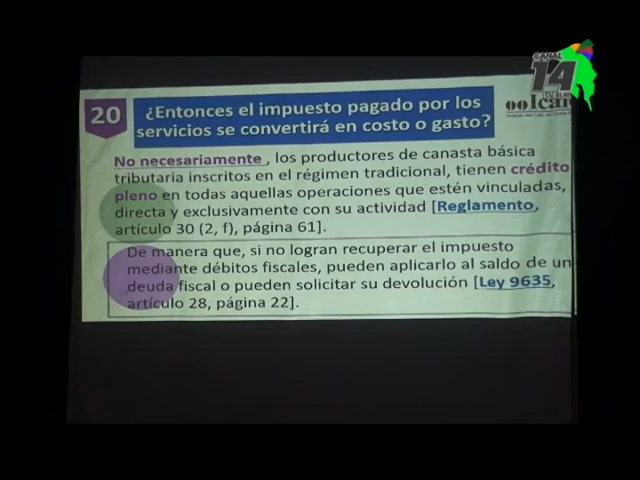 CANAL
14
20
¿Entonces el impuesto pagado por los
servicios se convertirá en costo o gasto?
No necesariamente , los productores de canasta básica
tributaria inscritos en el régimen tradicional, tienen crédito
pleno en todas aquellas operaciones que estén vinculadas,
directa y exclusivamente con su actividad [Reglamento,
artículo 30 (2, f), página 61].
De manera que, si no logran recuperar el impuesto
mediante débitos fiscales, pueden aplicarlo al saldo de un
deuda fiscal o pueden solicitar su devolución [Ley 9635,
artículo 28, página 22].